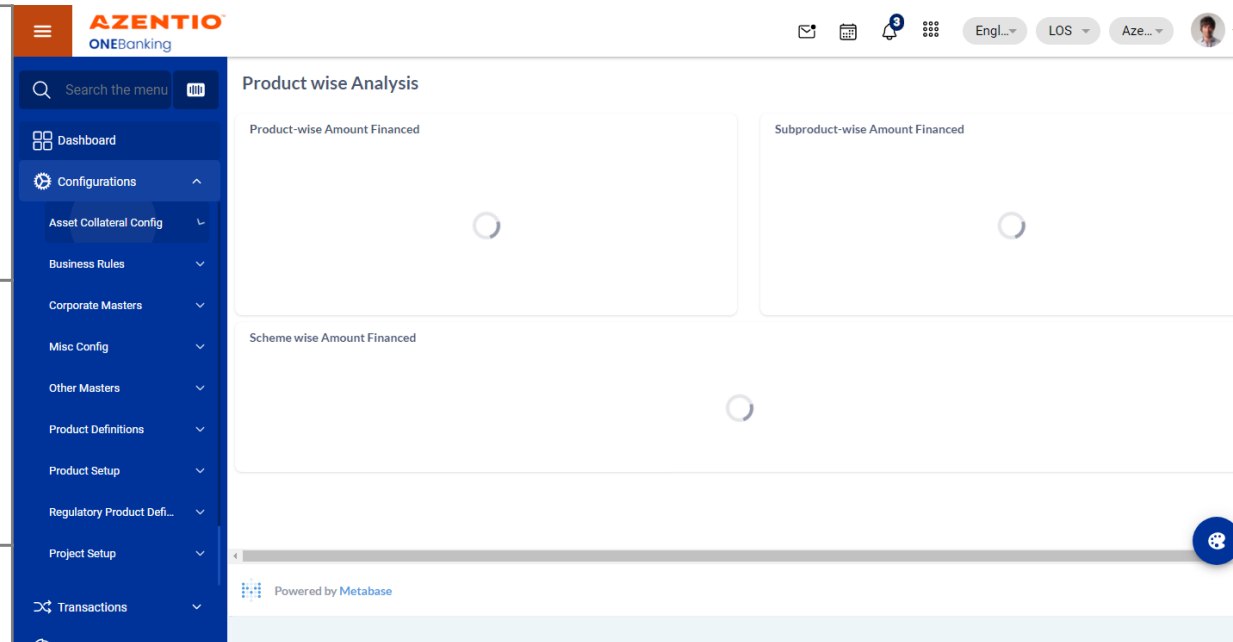 AZENTIO
ONEBanking
3
Engl...
LOS
Aze...
Search the menu
Product wise Analysis
Product-wise Amount Financed
Subproduct-wise Amount Financed
Dashboard
Configurations
Asset Collateral Config
Business Rules
Corporate Masters
Misc Config
Scheme wise Amount Financed
Other Masters
Product Definitions
Product Setup
Regulatory Product Defi...
Project Setup
Powered by Metabase
Transactions